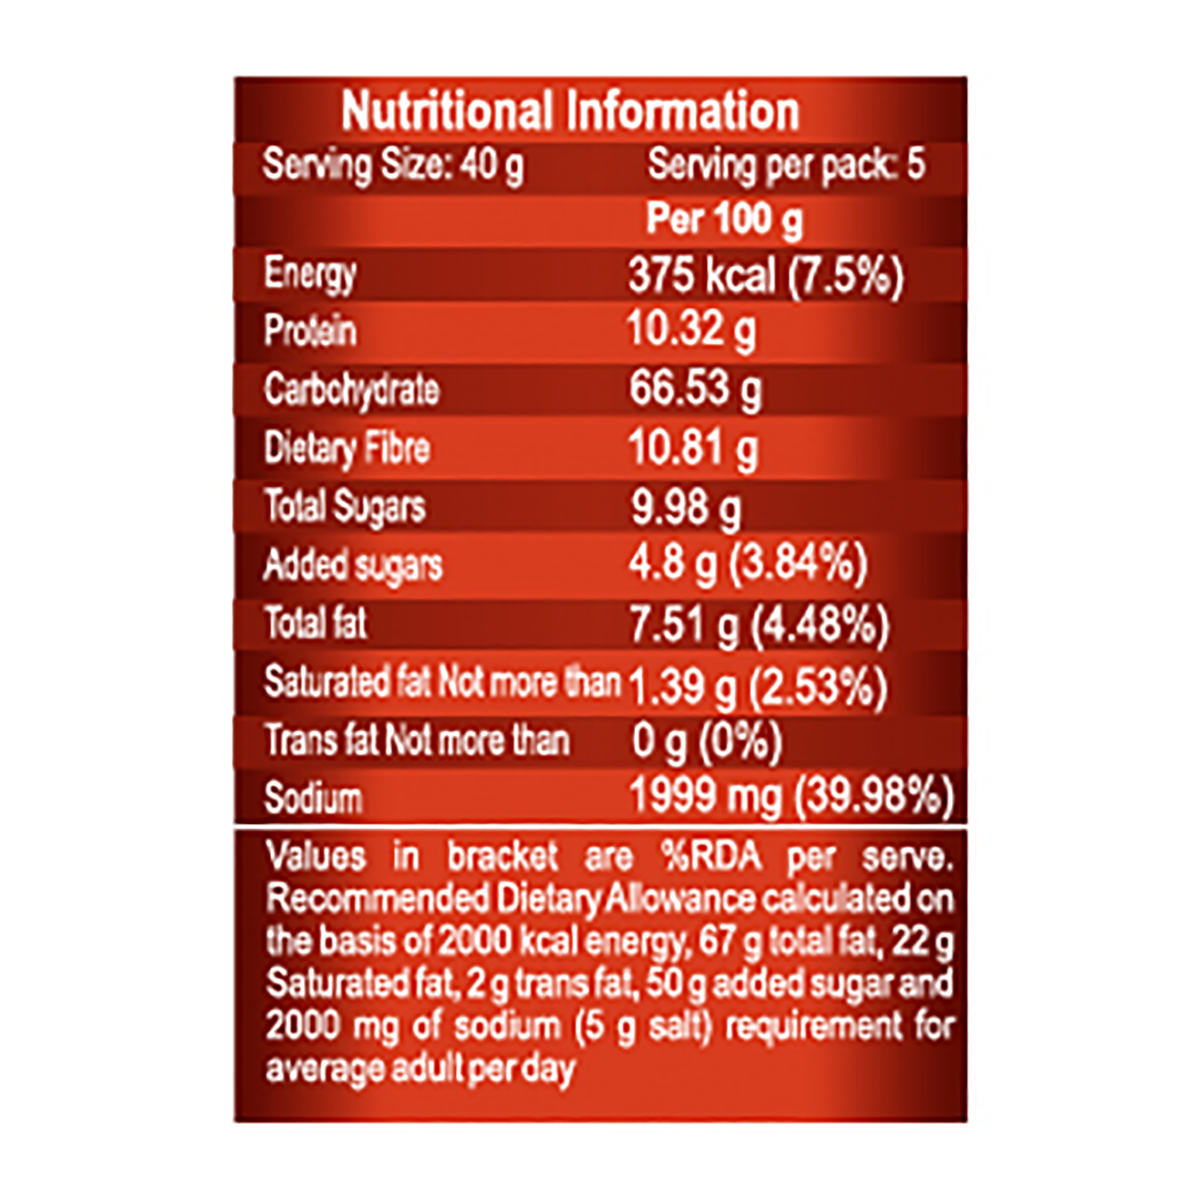 Nutritional Information
Serving Size: 40 g Serving per pack: 5
Per 100 g
Energy 375 kcal (7.5%)
Protein 10.32 g
Carbohydrate 66.53 g
Dietary Fibre 10.81 g
Total Sugars 9.98 g
Added sugars 4.8 g (3.84%)
Total fat 7.51 g (4.48%)
Saturated fat Not more than 1.39 g (2.53%)
Trans fat Not more than 0 g (0%)
Sodium 1999 mg (39.98%)
Values in bracket are %RDA per serve.
Recommended Dietary Allowance calculated on
the basis of 2000 kcal energy, 67 g total fat, 22 g
Saturated fat, 2 g trans fat, 50 g added sugar and
2000 mg of sodium (5 g salt) requirement for
average adult per day